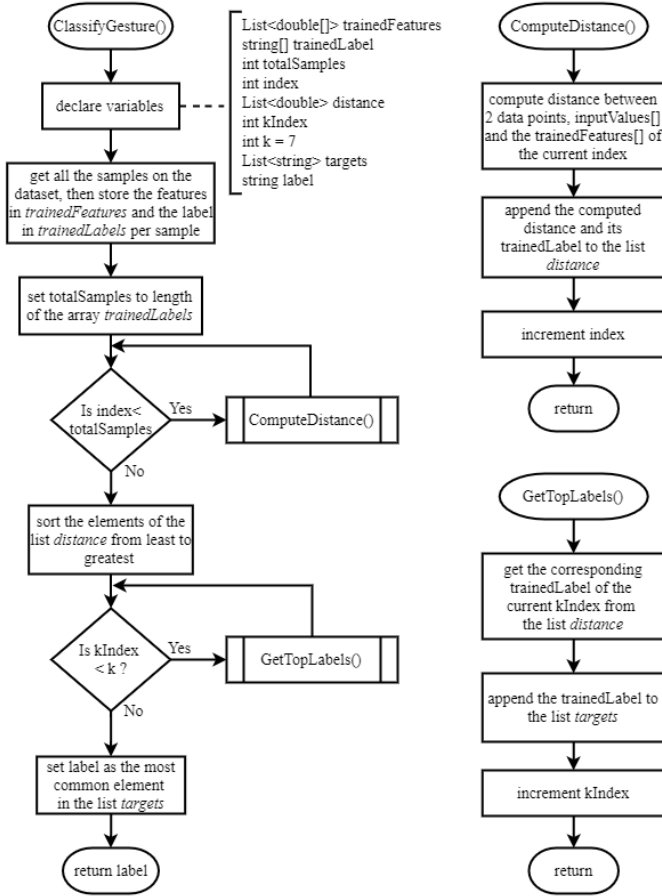 ClassifyGesture()
declare variables
List<double[]> trainedFeatures
string[] trainedLabel
int totalSamples
int index
List<double> distance
int kIndex
int k = 7
List<string> targets
string label
get all the samples on the
dataset, then store the features
in trainedFeatures and the label
in trainedLabels per sample
set totalSamples to length
of the array trainedLabels
Is index<
totalSamples
Yes
ComputeDistance()
No
sort the elements of the
list distance from least to
greatest
Is kIndex
< k ?
Yes
GetTopLabels()
No
set label as the most
common element
in the list targets
return label
ComputeDistance()
compute distance between
2 data points, inputValues[]
and the trainedFeatures[] of
the current index
append the computed
distance and its
trainedLabel to the list
distance
increment index
return
GetTopLabels()
get the corresponding
trainedLabel of the
current kIndex from
the list distance
append the trainedLabel to
the list targets
increment kIndex
return